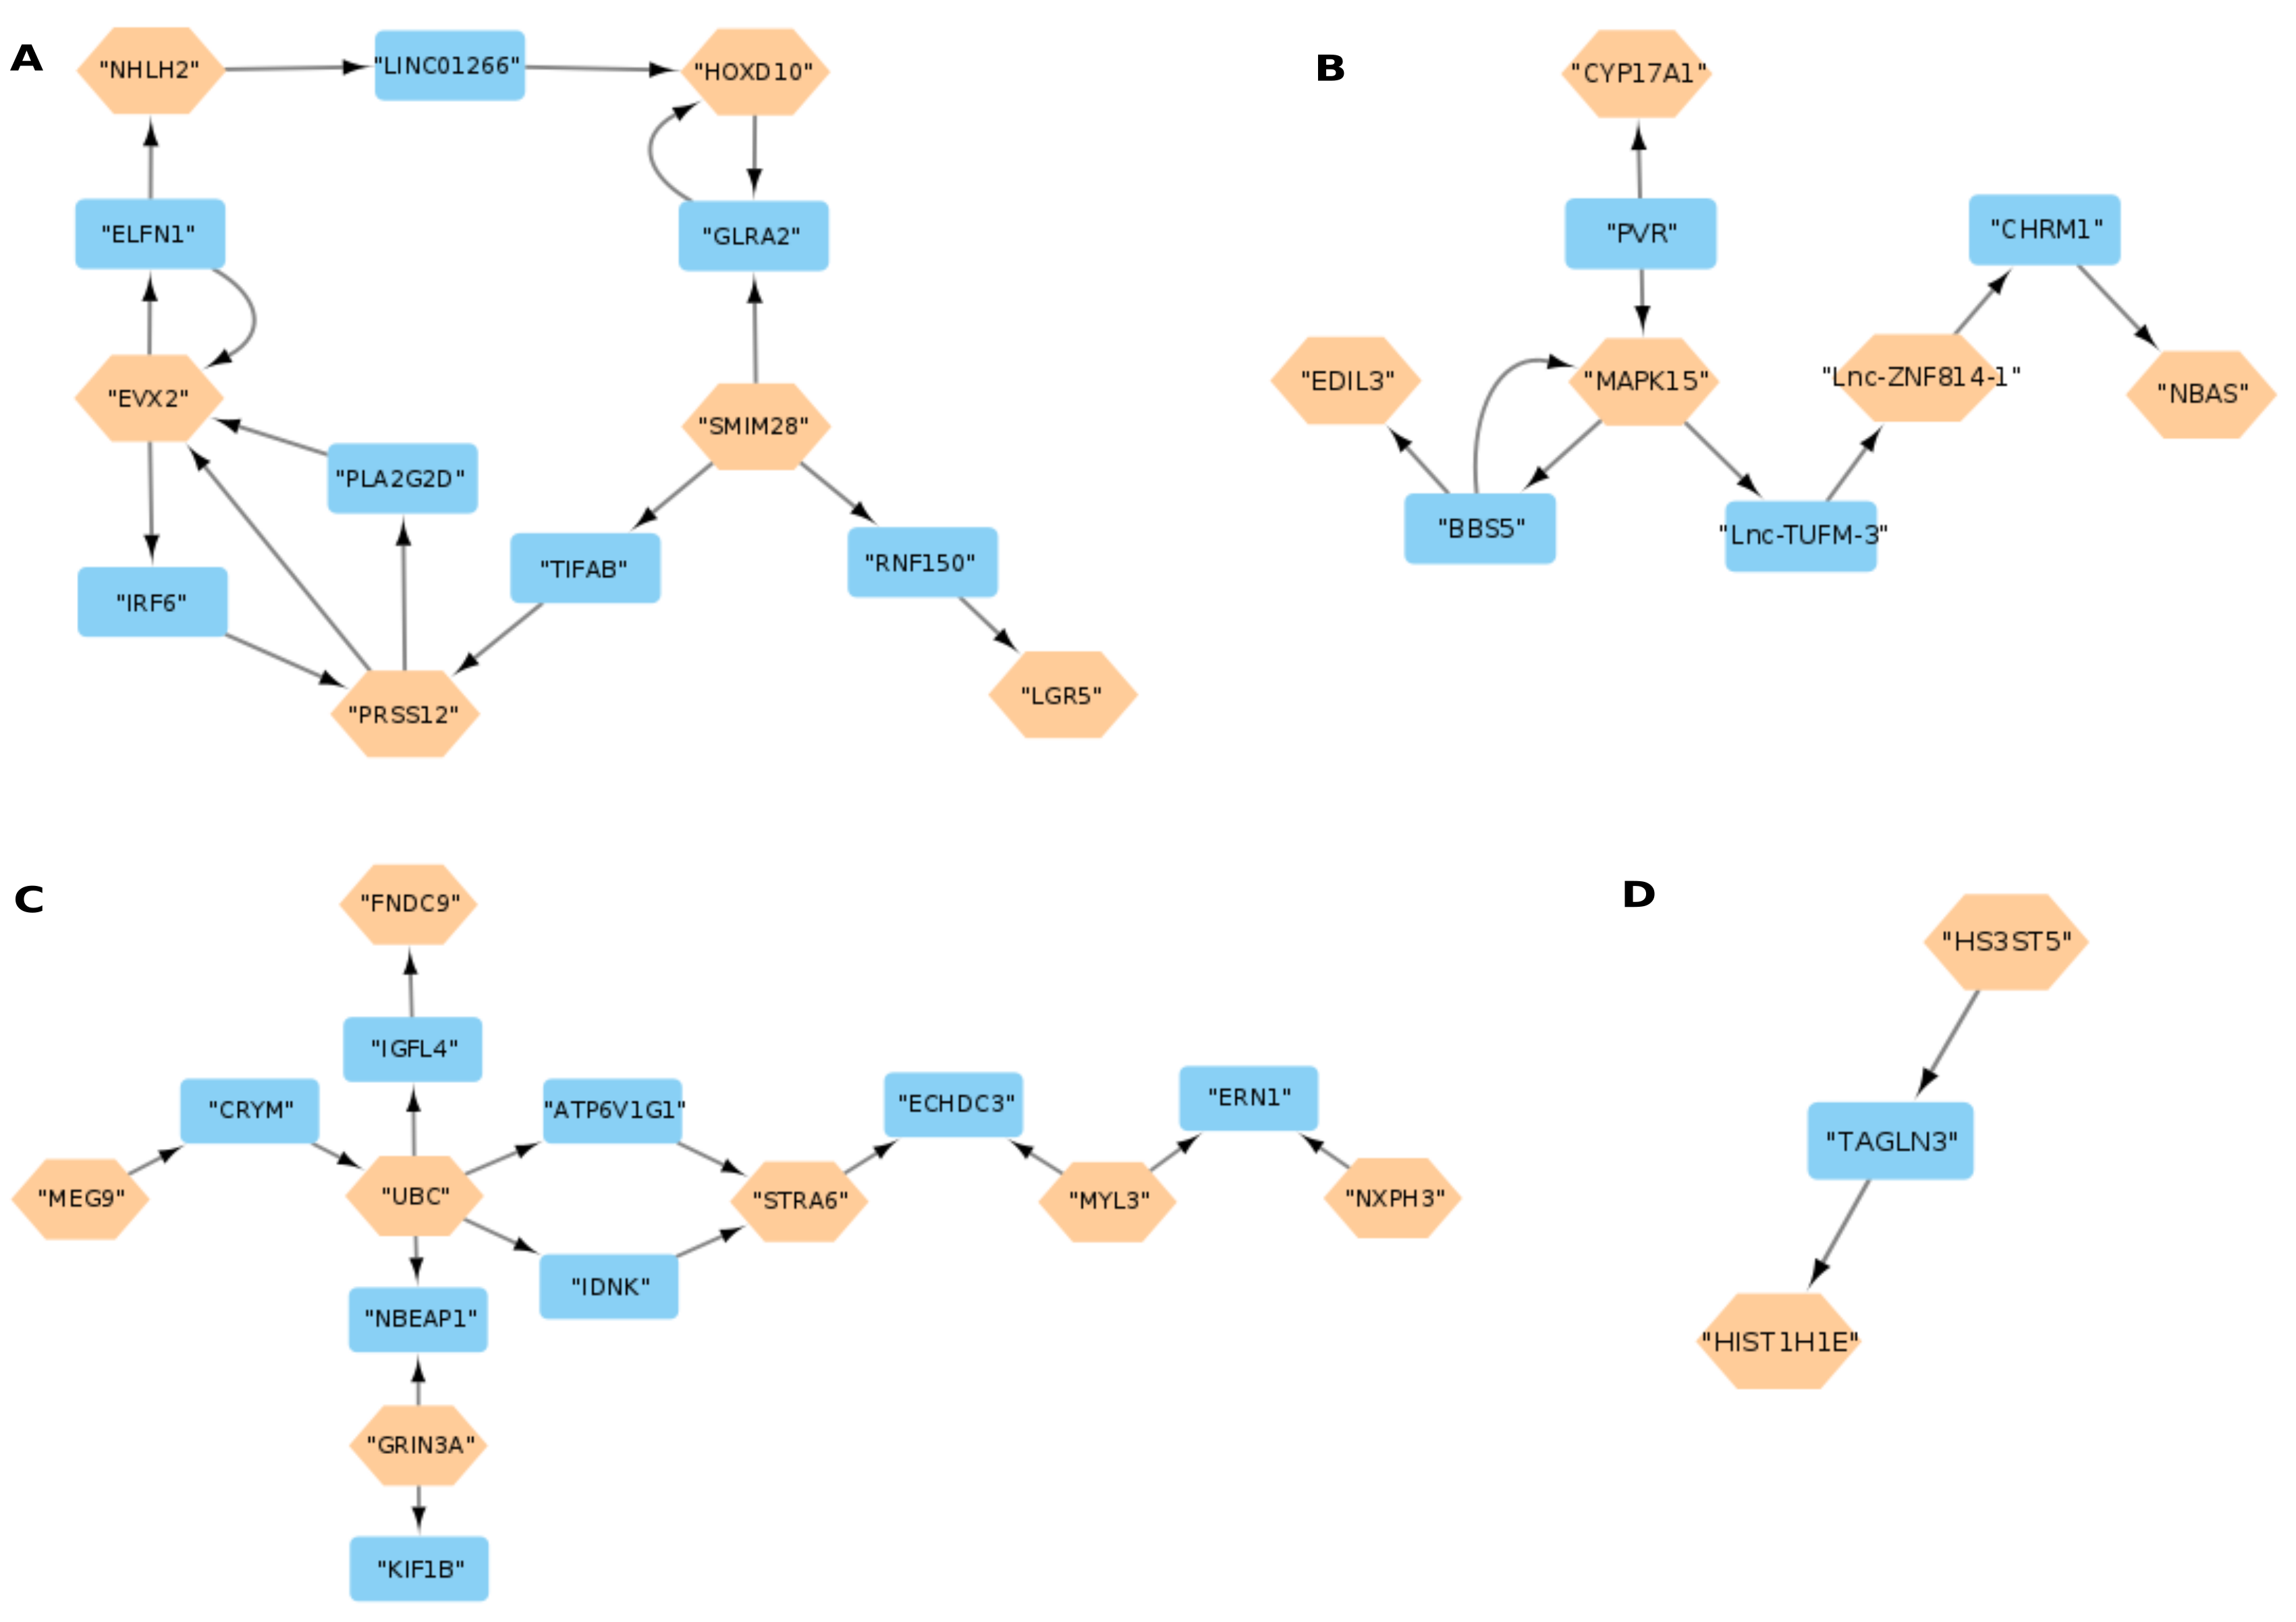 A
"NHLH2"
"LINC01266"
"HOXD10"
"ELFN1"
"GLRA2"
"EVX2"
"SMIM28"
"PLA2G2D"
"TIFAB"
"RNF150"
"IRF6"
"PRSS12"
"LGR5"
B
"CYP17A1"
"PVR"
"CHRM1"
"EDIL3"
"MAPK15"
"Lnc-ZNF814-1"
"NBAS"
"BBS5"
"Lnc-TUFM-3"
C
"FNDC9"
"IGFL4"
"CRYM"
"ATP6V1G1"
"ECHDC3"
"ERN1"
"MEG9"
"UBC"
"STRA6"
"MYL3"
"NXPH3"
"IDNK"
"NBEAP1"
"GRIN3A"
"KIF1B"
D
"HS3ST5"
"TAGLN3"
"HIST1H1E"